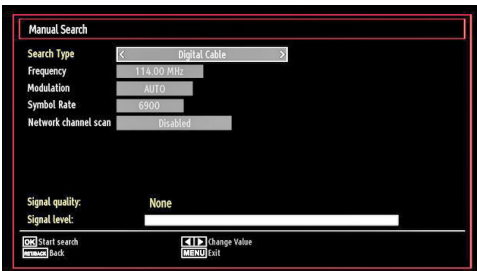 Manual Search
Search Type < Digital Cable >
Frequency 114.00 MHz
Modulation AUTO
Symbol Rate 6900
Network channel scan Disabled
Signal quality: None
Signal level:
OK Start search Change Value
Back MENU Exit